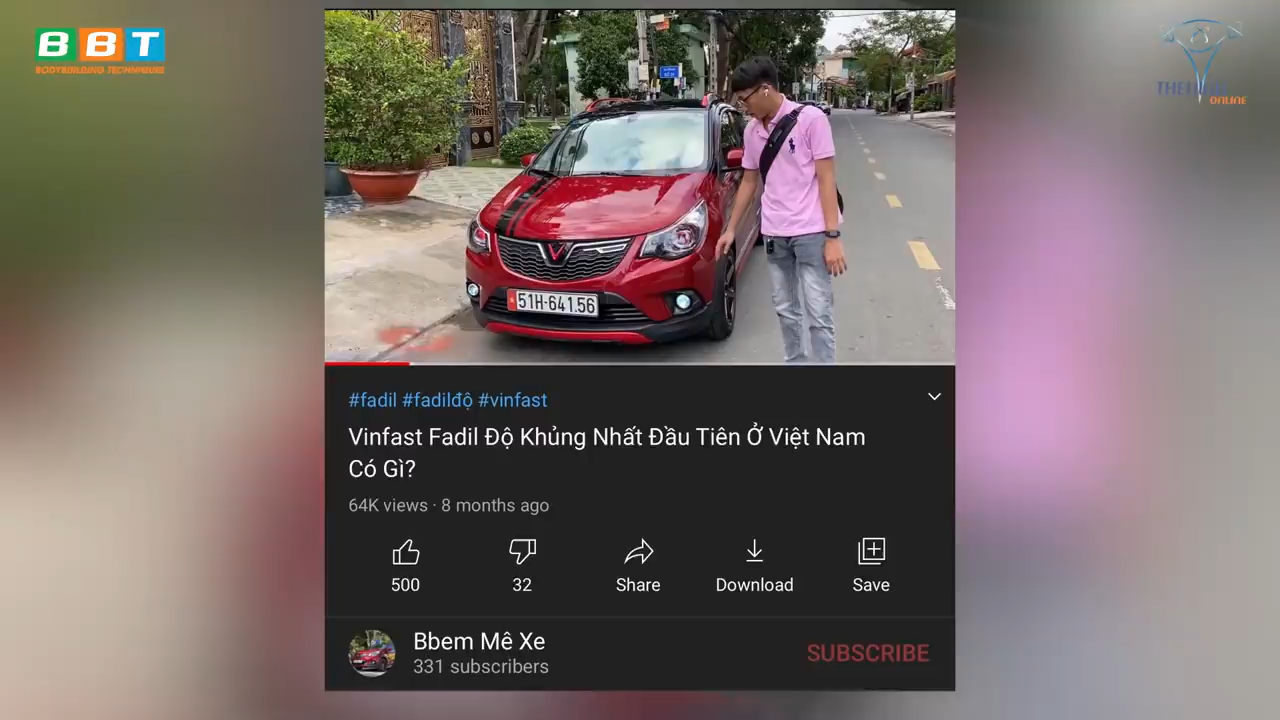 BBT
BODYBUILDING TECHNIQUES
ONLINE
51H-641.56
#fadil #fadilđộ #vinfast
Vinfast Fadil Độ Khủng Nhất Đầu Tiên Ở Việt Nam
Có Gì?
64K views · 8 months ago
500
32
Share
Download
Save
Bbem Mê Xe
331 subscribers
SUBSCRIBE